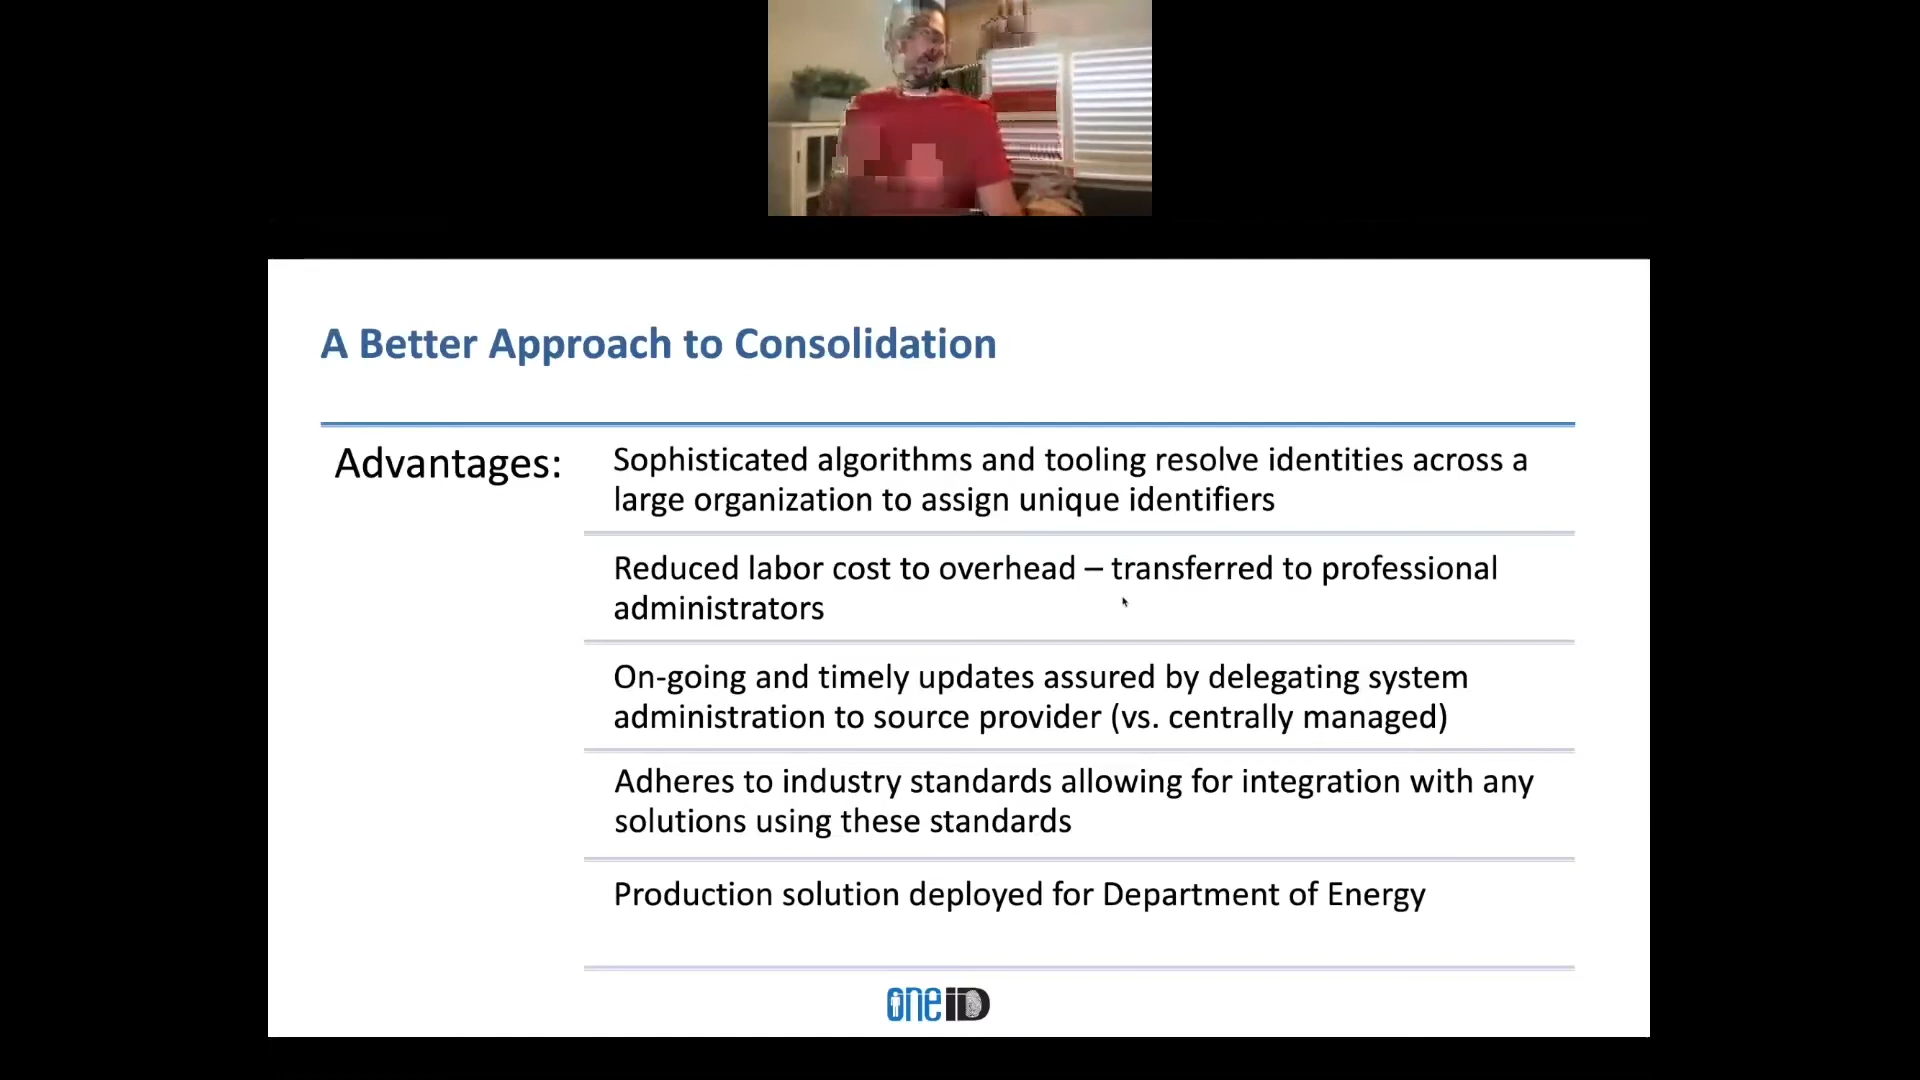 A Better Approach to Consolidation
Advantages:
Sophisticated algorithms and tooling resolve identities across a
large organization to assign unique identifiers
Reduced labor cost to overhead – transferred to professional
administrators
On-going and timely updates assured by delegating system
administration to source provider (vs. centrally managed)
Adheres to industry standards allowing for integration with any
solutions using these standards
Production solution deployed for Department of Energy
oneID